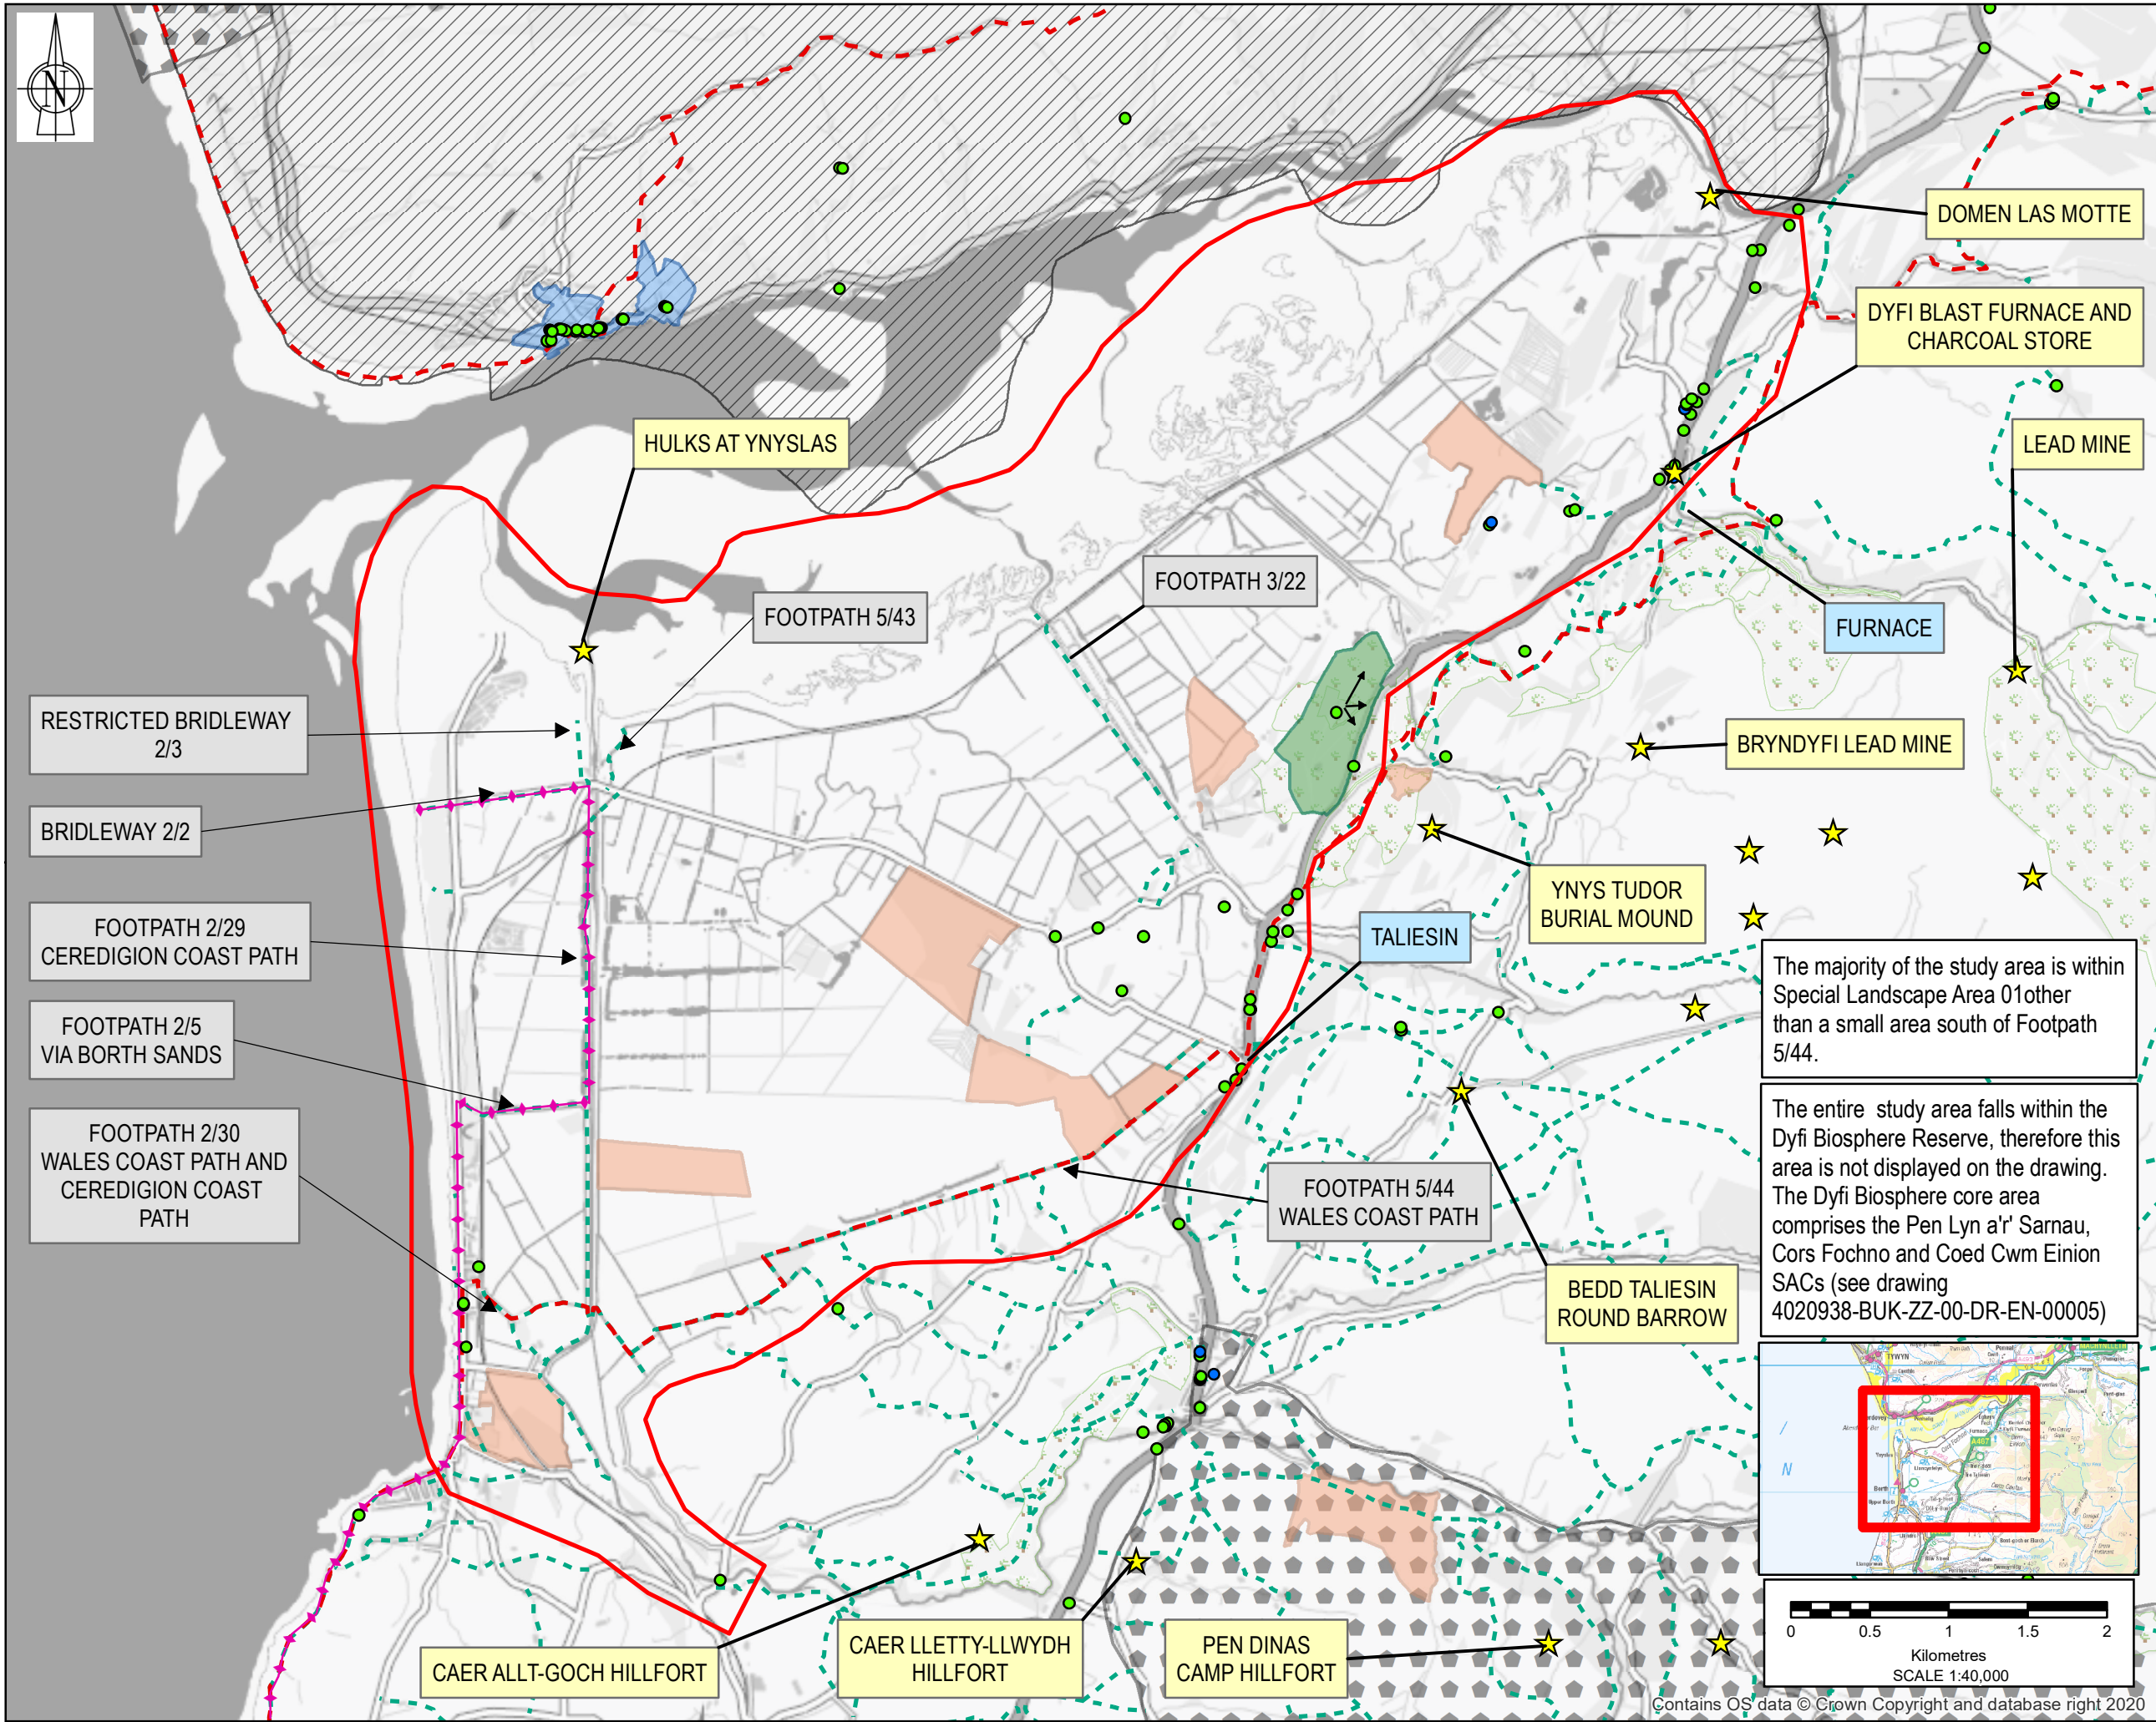 N
DOMEN LAS MOTTE
DYFI BLAST FURNACE AND
CHARCOAL STORE
HULKS AT YNYSLAS
LEAD MINE
FOOTPATH 3/22
FOOTPATH 5/43
FURNACE
RESTRICTED BRIDLEWAY
2/3
BRYNDYFI LEAD MINE
BRIDLEWAY 2/2
YNYS TUDOR
BURIAL MOUND
FOOTPATH 2/29
CEREDIGION COAST PATH
TALIESIN
The majority of the study area is within
Special Landscape Area 01other
than a small area south of Footpath
5/44.
FOOTPATH 2/5
VIA BORTH SANDS
The entire study area falls within the
Dyfi Biosphere Reserve, therefore this
area is not displayed on the drawing.
The Dyfi Biosphere core area
comprises the Pen Lyn a'r' Sarnau,
Cors Fochno and Coed Cwm Einion
SACs (see drawing
4020938-BUK-ZZ-00-DR-EN-00005)
FOOTPATH 2/30
WALES COAST PATH AND
CEREDIGION COAST
PATH
FOOTPATH 5/44
WALES COAST PATH
BEDD TALIESIN
ROUND BARROW
TYWYN
MACHYNLLETH
N
Borth
CAER ALLT-GOCH HILLFORT
CAER LLETTY-LLWYDH
HILLFORT
PEN DINAS
CAMP HILLFORT
0 0.5 1 1.5 2
Kilometres
SCALE 1:40,000
Contains OS data © Crown Copyright and database right 2020